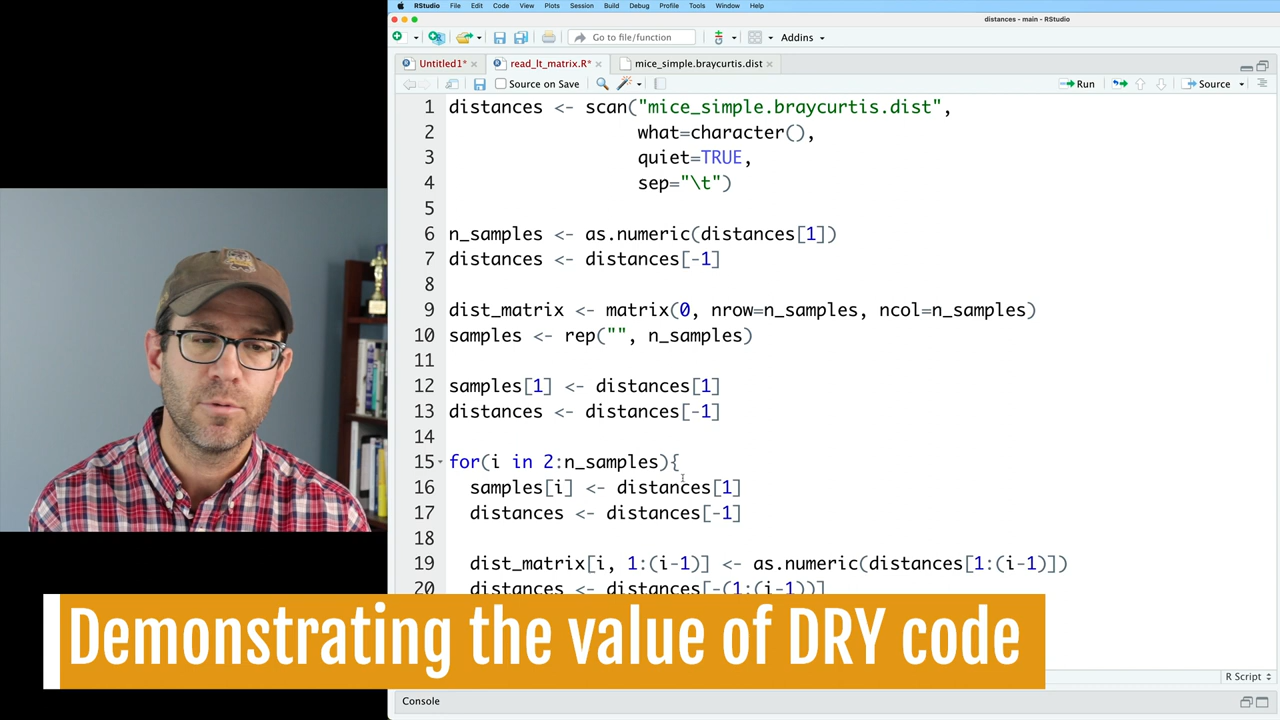 RStudio File Edit Code View Plots Session Build Debug Profile Tools Window Help
distances - main - RStudio
Go to file/function Addins
Untitled1* read_lt_matrix.R* mice_simple.braycurtis.dist
Source on Save Run Source
1 distances <- scan("mice_simple.braycurtis.dist",
2 what=character(),
3 quiet=TRUE,
4 sep="\t")
5
6 n_samples <- as.numeric(distances[1])
7 distances <- distances[-1]
8
9 dist_matrix <- matrix(0, nrow=n_samples, ncol=n_samples)
10 samples <- rep("", n_samples)
11
12 samples[1] <- distances[1]
13 distances <- distances[-1]
14
15 for(i in 2:n_samples){
16 samples[i] <- distances[1]
17 distances <- distances[-1]
18
19 dist_matrix[i, 1:(i-1)] <- as.numeric(distances[1:(i-1)])
20 distances <- distances[-(1:(i-1))]
Demonstrating the value of DRY code
R Script
Console